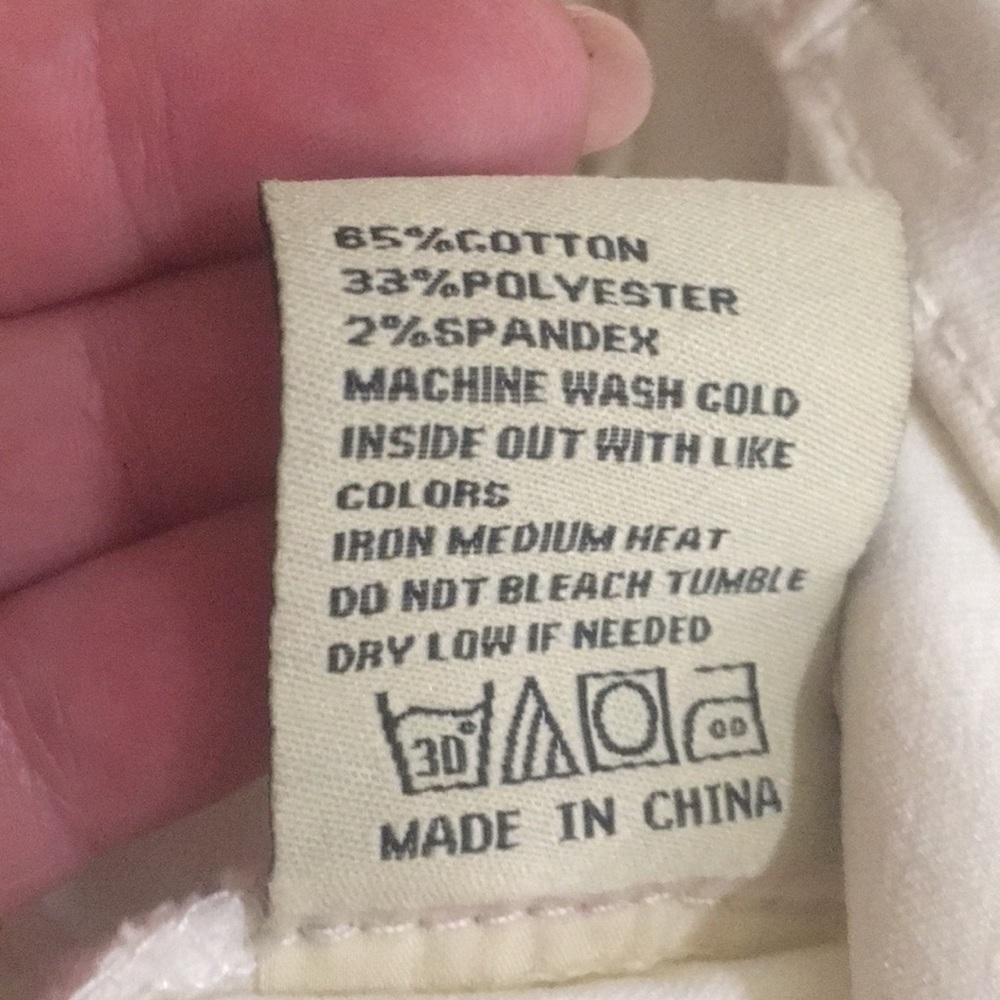 65%COTTON
33%POLYESTER
2%SPANDEX
MACHINE WASH COLD
INSIDE OUT WITH LIKE
COLORS
IRON MEDIUM HEAT
DO NOT BLEACH TUMBLE
DRY LOW IF NEEDED
30°
MADE IN CHINA